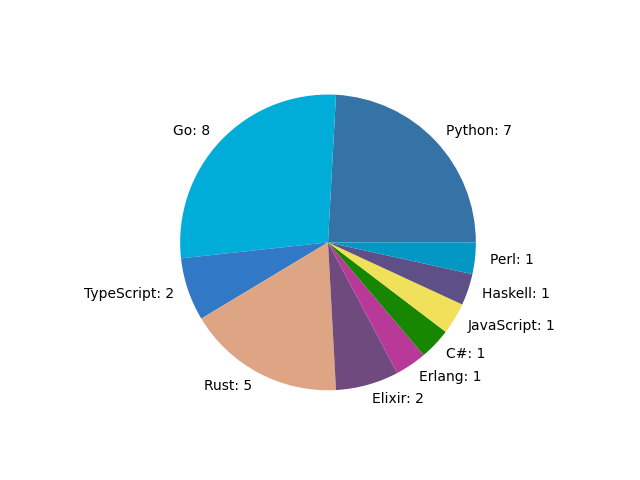 Go: 8
Python: 7
Perl: 1
TypeScript: 2
Haskell: 1
JavaScript: 1
C#: 1
Erlang: 1
Rust: 5
Elixir: 2